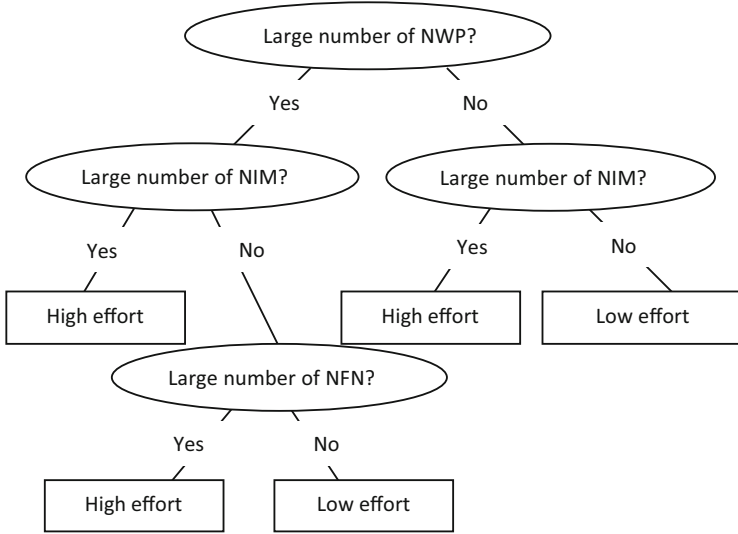 Large number of NWP?
Yes
No
Large number of NIM?
Large number of NIM?
Yes
No
Yes
No
High effort
High effort
Low effort
Large number of NFN?
Yes
No
High effort
Low effort